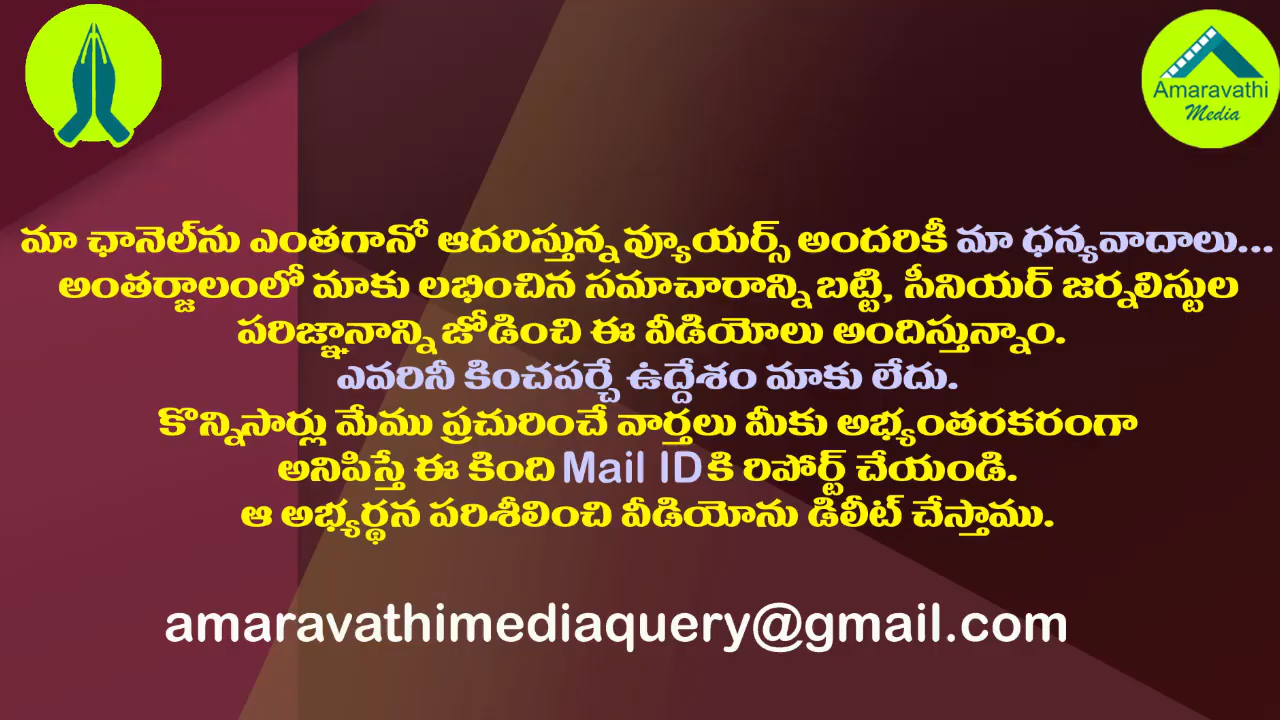 Amaravathi
Media
మా ఛానెల్‌ను ఎంతగానో ఆదరిస్తున్న వ్యూయర్స్ అందరికీ మా ధన్యవాదాలు...
అంతర్జాలంలో మాకు లభించిన సమాచారాన్ని బట్టి, సీనియర్ జర్నలిస్టుల
పరిజ్ఞానాన్ని జోడించి ఈ వీడియోలు అందిస్తున్నాం.
ఎవరినీ కించపర్చే ఉద్దేశం మాకు లేదు.
కొన్నిసార్లు మేము ప్రచురించే వార్తలు మీకు అభ్యంతరకరంగా
అనిపిస్తే ఈ కింది Mail ID కి రిపోర్ట్ చేయండి.
ఆ అభ్యర్థన పరిశీలించి వీడియోను డిలీట్ చేస్తాము.
amaravathimediaquery@gmail.com